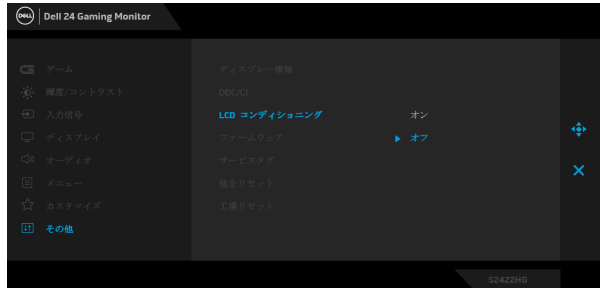 DELL Dell 24 Gaming Monitor
ゲーム
輝度/コントラスト
入力信号
ディスプレイ
オーディオ
メニュー
カスタマイズ
その他
ディスプレー情報
DDC/CI
LCD コンディショニング オン
ファームウェア オフ
サービスタグ
値をリセット
工場リセット
S2422HG